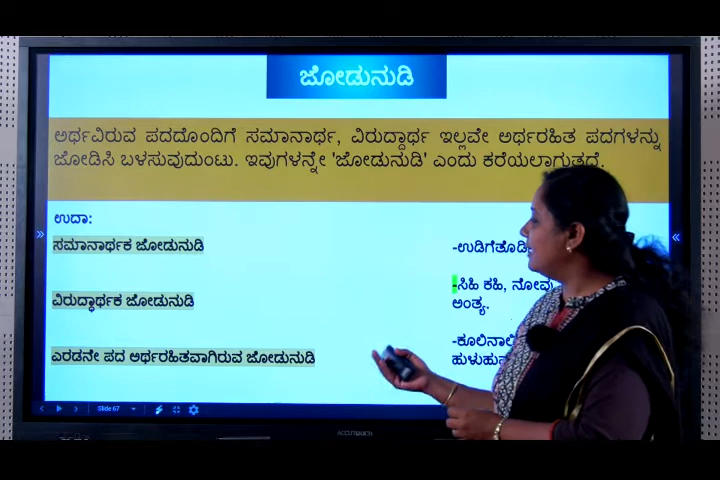 ಜೋಡುನುಡಿ
ಅರ್ಥವಿರುವ ಪದದೊಂದಿಗೆ ಸಮಾನಾರ್ಥ, ವಿರುದ್ಧಾರ್ಥ ಇಲ್ಲವೇ ಅರ್ಥರಹಿತ ಪದಗಳನ್ನು
ಜೋಡಿಸಿ ಬಳಸುವುದುಂಟು. ಇವುಗಳನ್ನೇ 'ಜೋಡುನುಡಿ' ಎಂದು ಕರೆಯಲಾಗುತ್ತದೆ.
ಉದಾ:
ಸಮಾನಾರ್ಥಕ ಜೋಡುನುಡಿ
ವಿರುದ್ಧಾರ್ಥಕ ಜೋಡುನುಡಿ
-ಸಿಹಿ ಕಹಿ, ನೋವು
ಅಂತ್ಯ.
ಎರಡನೇ ಪದ ಅರ್ಥರಹಿತವಾಗಿರುವ ಜೋಡುನುಡಿ
Slide 67
ACCUTOUCH